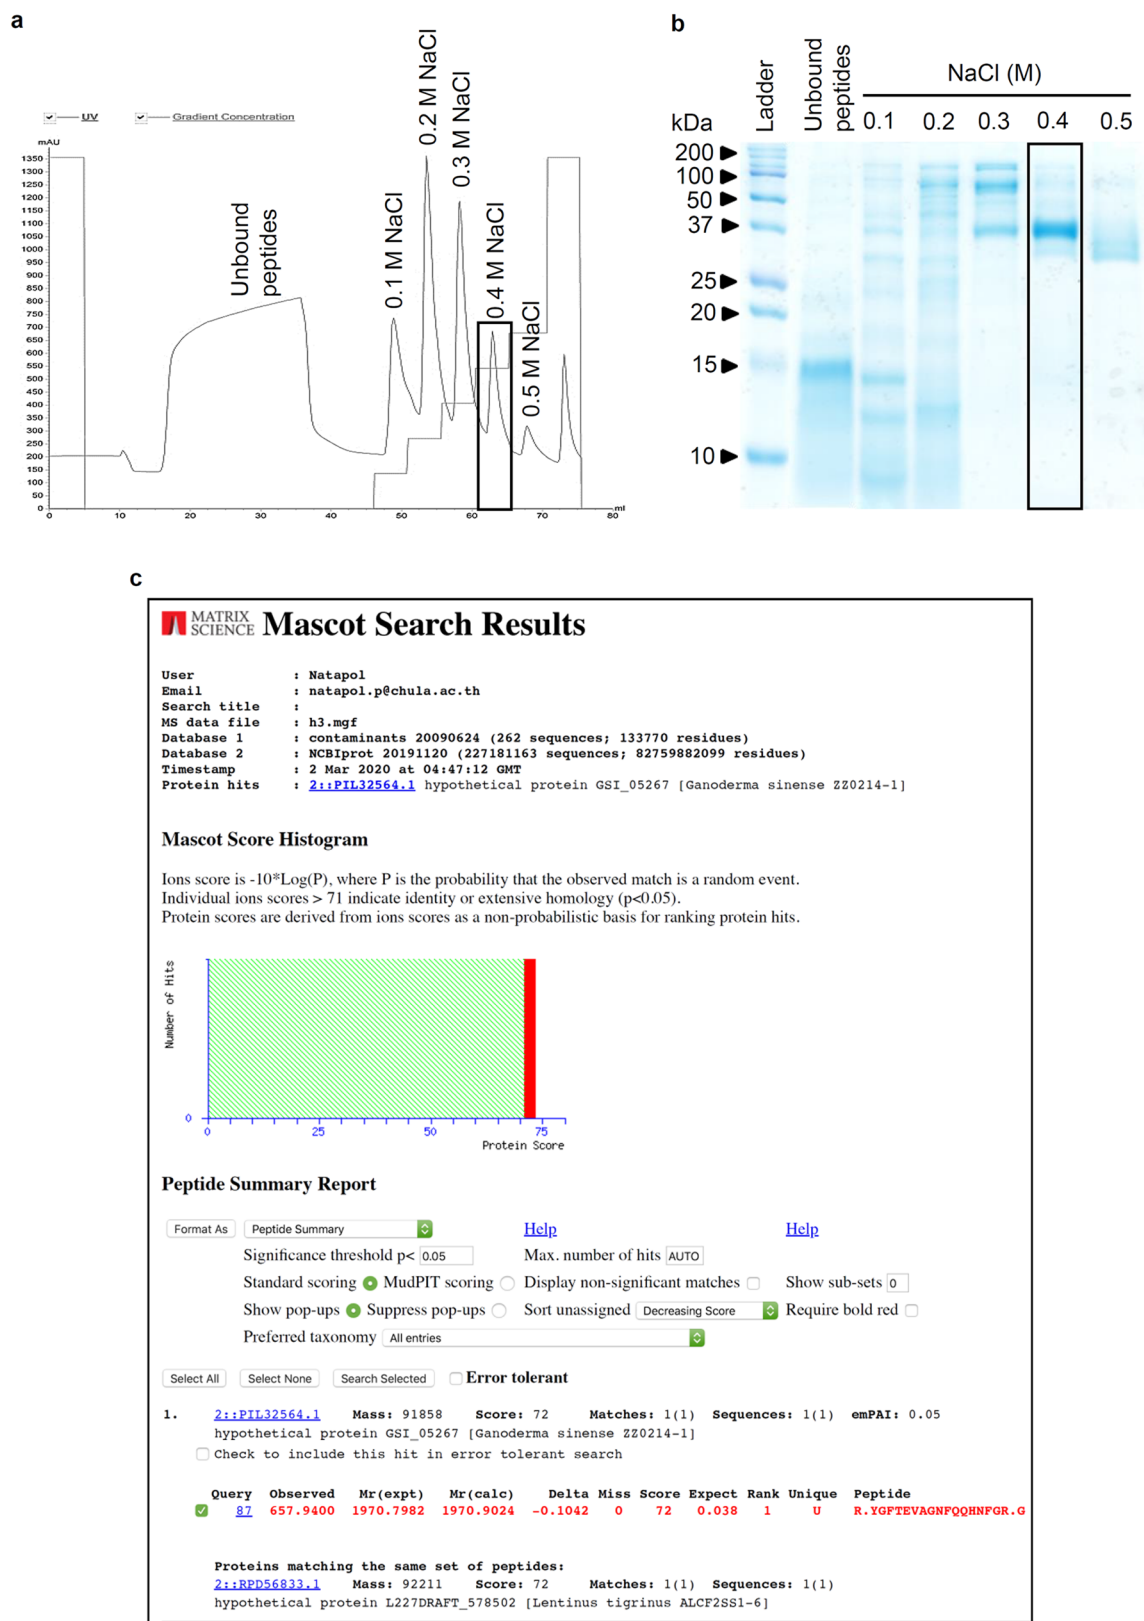 a
UV
Gradient Concentration
mAU
1350
1300
1250
1200
1150
1100
1050
1000
950
900
850
800
750
700
650
600
550
500
450
400
350
300
250
200
150
100
50
0
0 10 20 30 40 50 60 70 80 ml
Unbound
peptides
0.1 M NaCl
0.2 M NaCl
0.3 M NaCl
0.4 M NaCl
0.5 M NaCl
b
kDa
Ladder
Unbound
peptides
NaCl (M)
0.1 0.2 0.3 0.4 0.5
200
100
50
37
25
20
15
10
c
MATRIX
SCIENCE
Mascot Search Results
User : Natapol
Email : natapol.p@chula.ac.th
Search title :
MS data file : h3.mgf
Database 1 : contaminants 20090624 (262 sequences; 133770 residues)
Database 2 : NCBIprot 20191120 (227181163 sequences; 82759882099 residues)
Timestamp : 2 Mar 2020 at 04:47:12 GMT
Protein hits : 2::PIL32564.1 hypothetical protein GSI_05267 [Ganoderma sinense ZZ0214-1]
Mascot Score Histogram
Ions score is -10*Log(P), where P is the probability that the observed match is a random event.
Individual ions scores > 71 indicate identity or extensive homology (p<0.05).
Protein scores are derived from ions scores as a non-probabilistic basis for ranking protein hits.
Number of Hits
0
0 25 50 75
Protein Score
Peptide Summary Report
Format As Peptide Summary Help Help
Significance threshold p< 0.05 Max. number of hits AUTO
Standard scoring MudPIT scoring Display non-significant matches Show sub-sets 0
Show pop-ups Suppress pop-ups Sort unassigned Decreasing Score Require bold red
Preferred taxonomy All entries
Select All Select None Search Selected Error tolerant
1. 2::PIL32564.1 Mass: 91858 Score: 72 Matches: 1(1) Sequences: 1(1) emPAI: 0.05
hypothetical protein GSI_05267 [Ganoderma sinense ZZ0214-1]
Check to include this hit in error tolerant search
Query Observed Mr(expt) Mr(calc) Delta Miss Score Expect Rank Unique Peptide
87 657.9400 1970.7982 1970.9024 -0.1042 0 72 0.038 1 U R.YGFTEVAGNFQQHNFGR.G
Proteins matching the same set of peptides:
2::RPD56833.1 Mass: 92211 Score: 72 Matches: 1(1) Sequences: 1(1)
hypothetical protein L227DRAFT_578502 [Lentinus tigrinus ALCF2SS1-6]